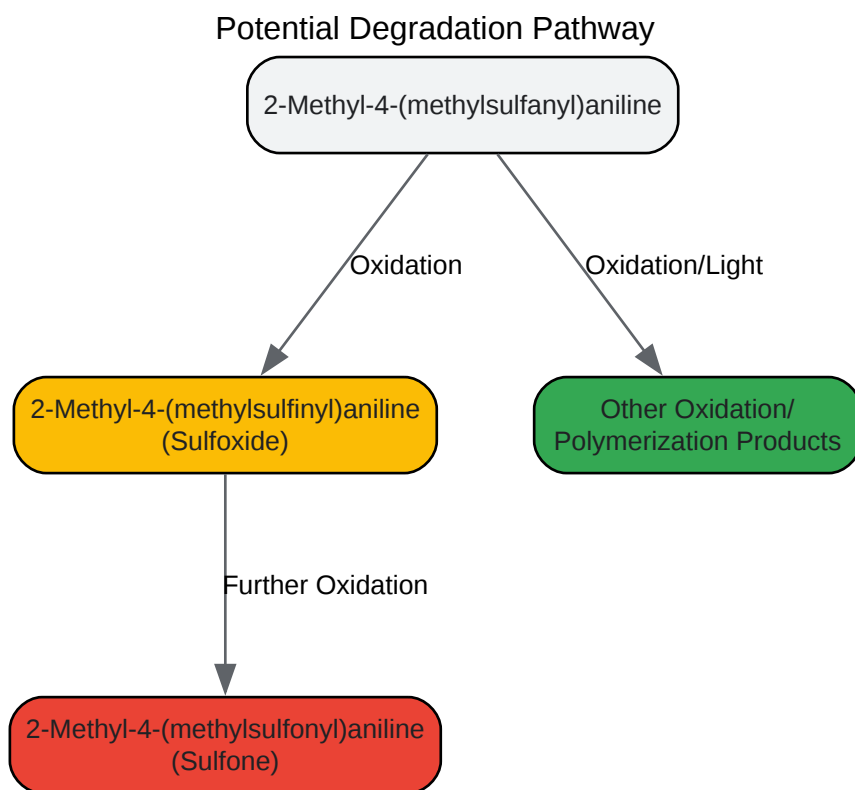 Potential Degradation Pathway
2-Methyl-4-(methylsulfanyl)aniline
Oxidation
Oxidation/Light
2-Methyl-4-(methylsulfinyl)aniline
(Sulfoxide)
Other Oxidation/
Polymerization Products
Further Oxidation
2-Methyl-4-(methylsulfonyl)aniline
(Sulfone)